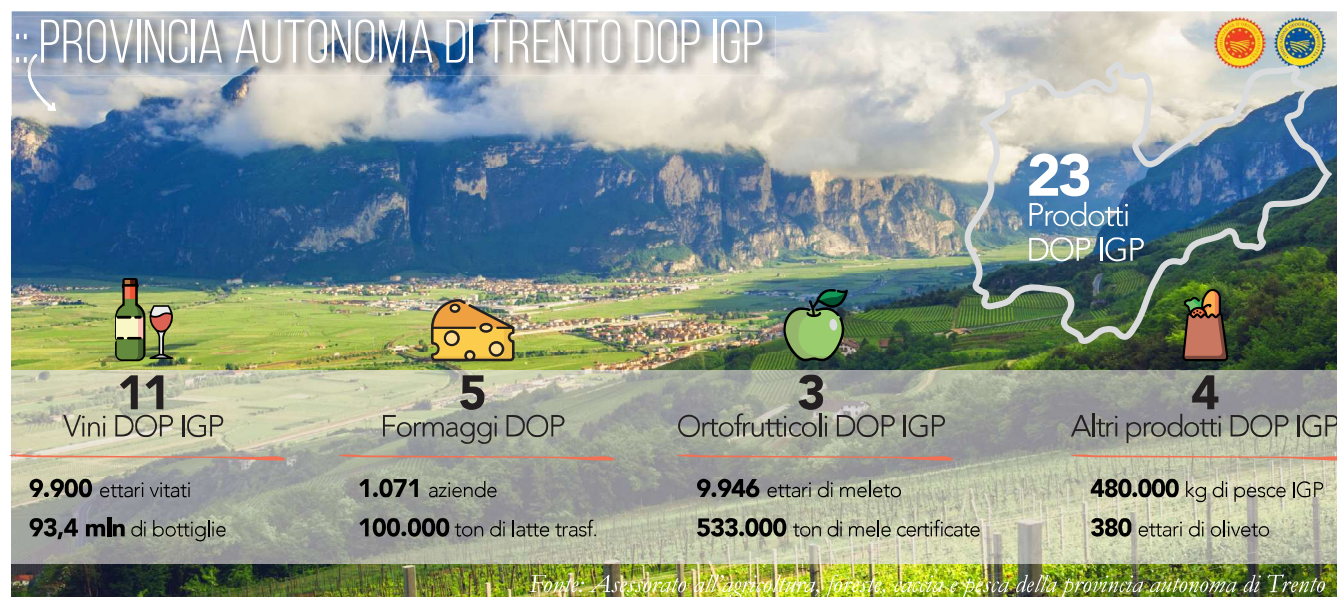 :: PROVINCIA AUTONOMA DI TRENTO DOP IGP
23
Prodotti
DOP IGP
11
Vini DOP IGP
9.900 ettari vitati
93,4 mln di bottiglie
5
Formaggi DOP
1.071 aziende
100.000 ton di latte trasf.
3
Ortofrutticoli DOP IGP
9.946 ettari di meleto
533.000 ton di mele certificate
4
Altri prodotti DOP IGP
480.000 kg di pesce IGP
380 ettari di oliveto
Fonte: Asessorato all'agricoltura, foreste, caccia e pesca della provincia autonoma di Trento